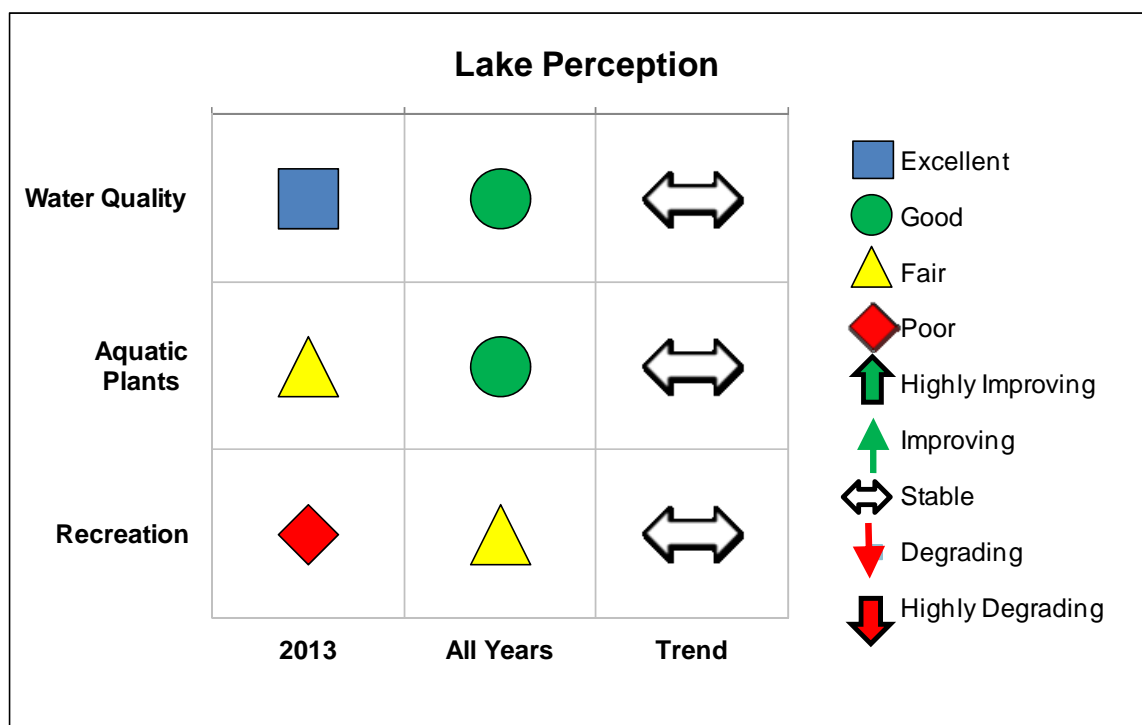 Lake Perception
Water Quality
Aquatic
Plants
Recreation
2013
All Years
Trend
Excellent
Good
Fair
Poor
Highly Improving
Improving
Stable
Degrading
Highly Degrading